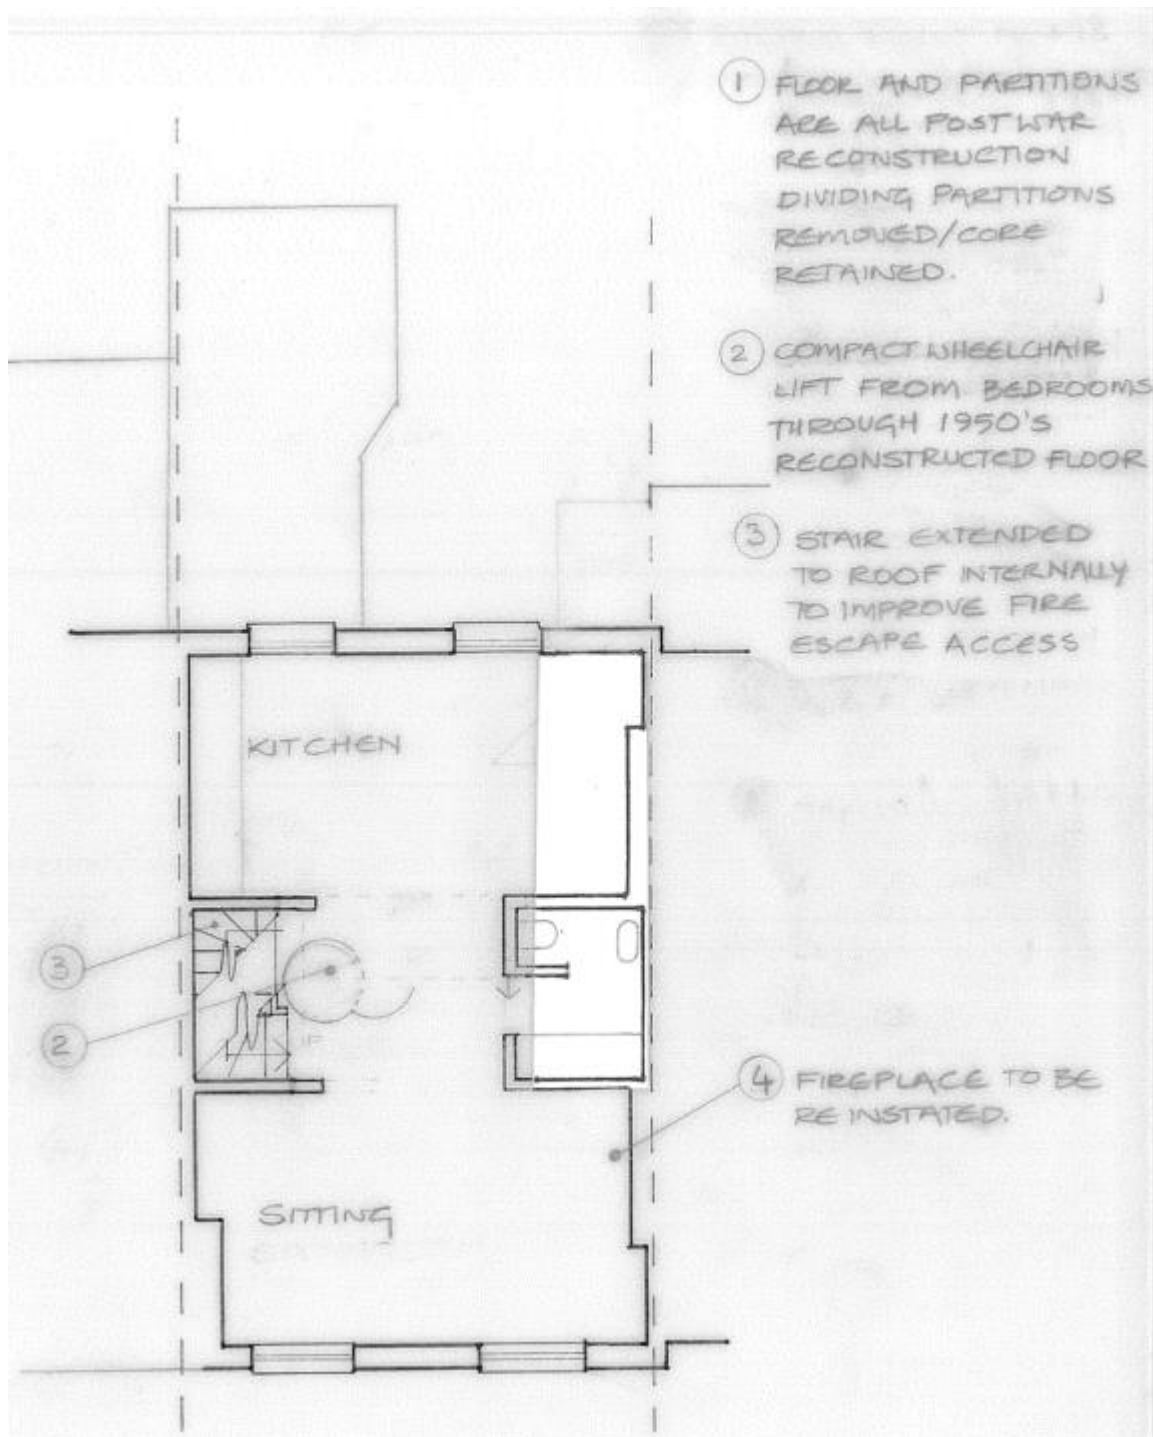 1 FLOOR AND PARTITIONS
ARE ALL POST WAR
RECONSTRUCTION
DIVIDING PARTITIONS
REMOVED/CORE
RETAINED.
2 COMPACT WHEELCHAIR
LIFT FROM BEDROOMS
THROUGH 1950'S
RECONSTRUCTED FLOOR
3 STAIR EXTENDED
TO ROOF INTERNALLY
TO IMPROVE FIRE
ESCAPE ACCESS
KITCHEN
3
2
4 FIREPLACE TO BE
RE INSTATED.
SITTING